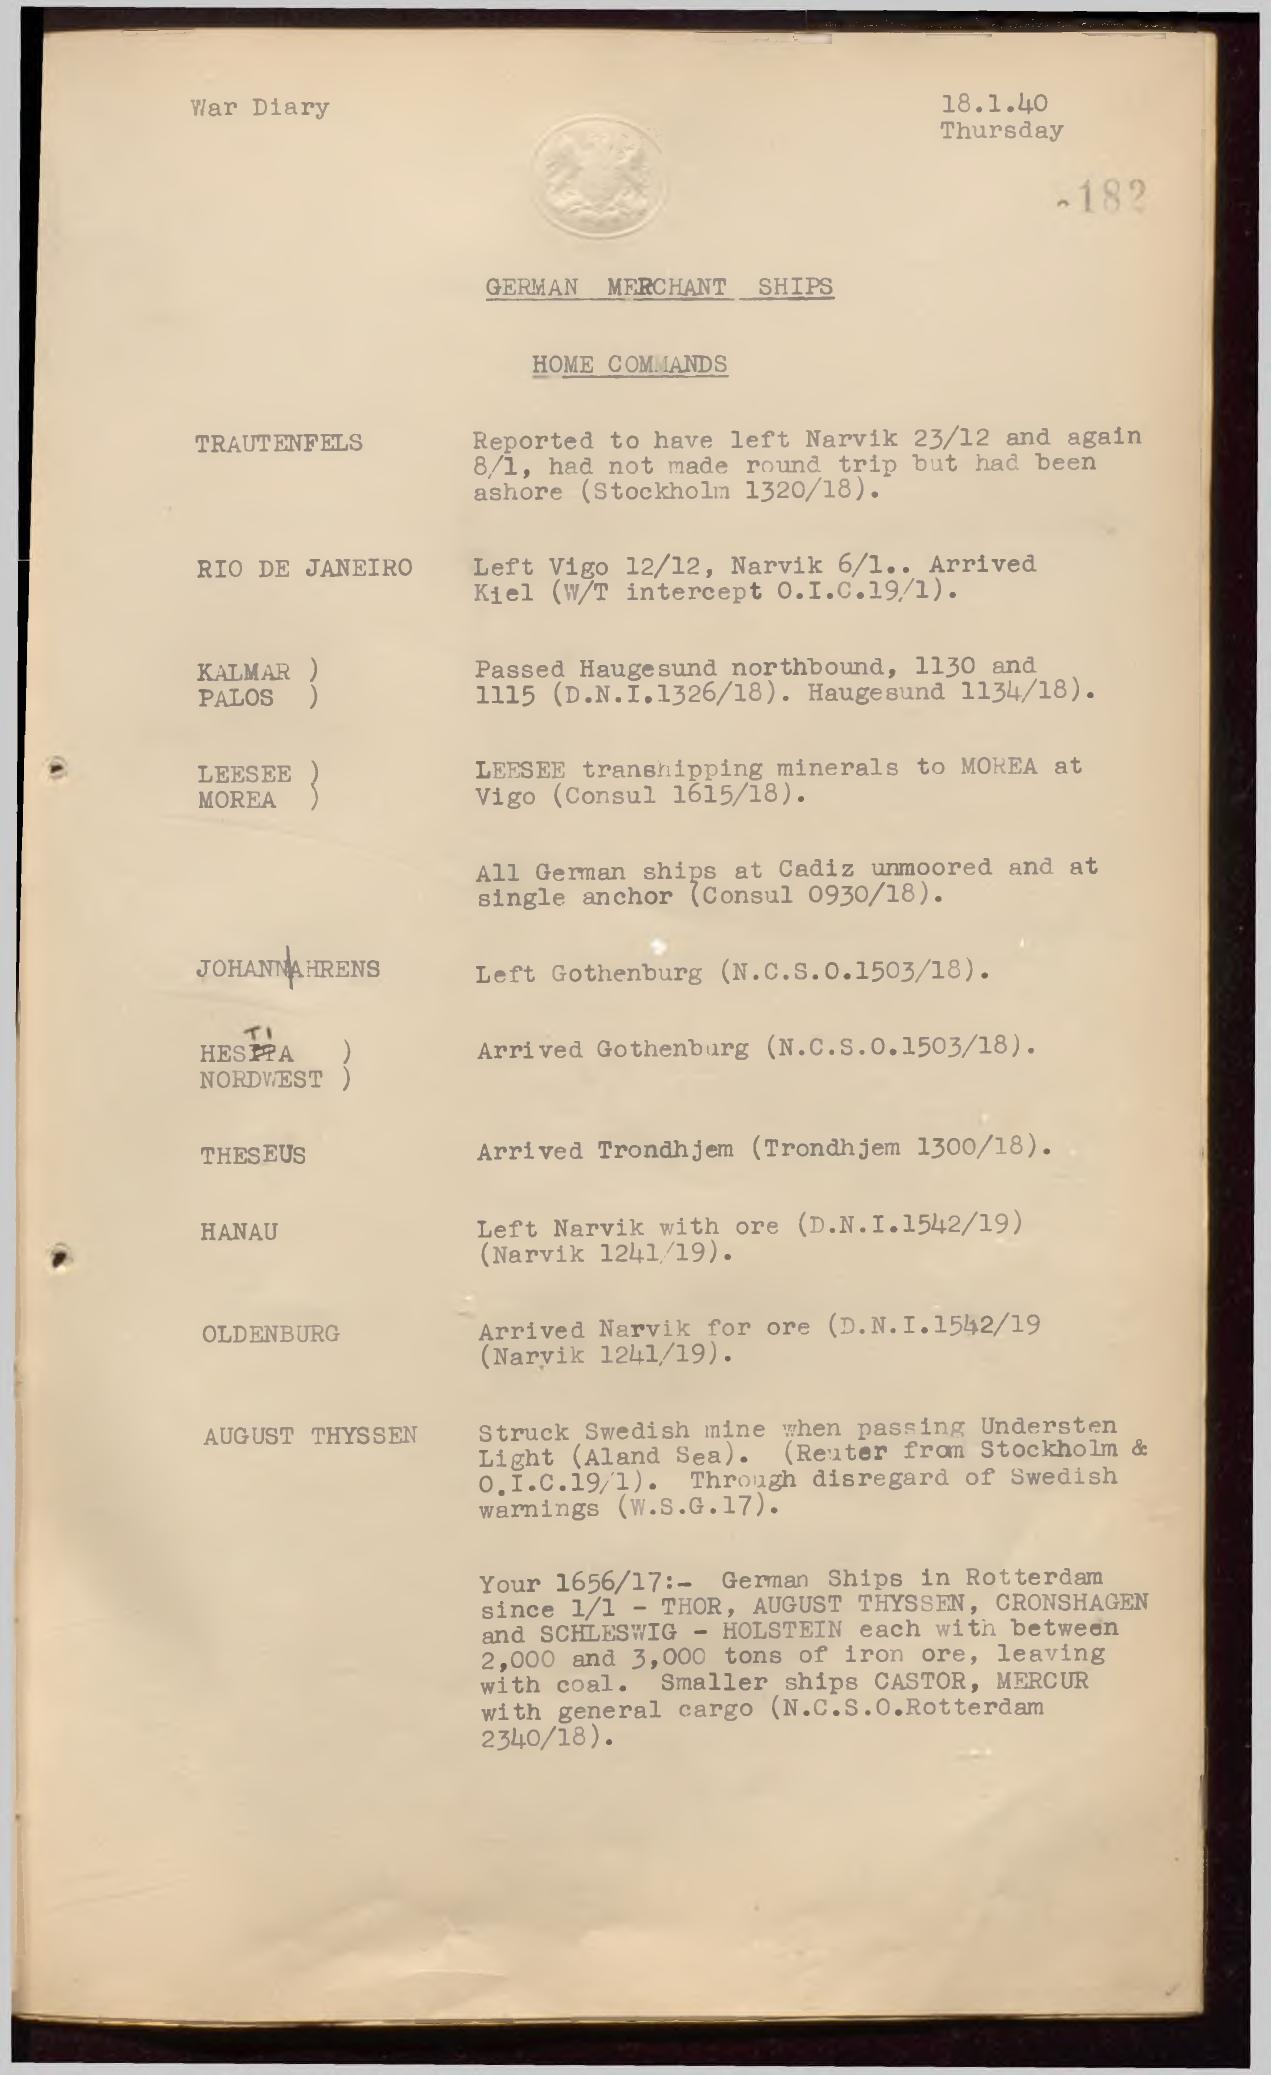 War Diary
18.1.40
Thursday
182
GERMAN MERCHANT SHIPS
HOME COMMANDS
TRAUTENFELS Reported to have left Narvik 23/12 and again
8/1, had not made round trip but had been
ashore (Stockholm 1320/18).
RIO DE JANEIRO Left Vigo 12/12, Narvik 6/1.. Arrived
Kiel (W/T intercept O.I.C.19/1).
KALMAR ) Passed Haugesund northbound, 1130 and
PALOS ) 1115 (D.N.I.1326/18). Haugesund 1134/18).
LEESEE ) LEESEE transhipping minerals to MOREA at
MOREA ) Vigo (Consul 1615/18).
All German ships at Cadiz unmoored and at
single anchor (Consul 0930/18).
JOHANN/AHRENS Left Gothenburg (N.C.S.O.1503/18).
HESTIA ) Arrived Gothenburg (N.C.S.O.1503/18).
NORDWEST )
THESEUS Arrived Trondhjem (Trondhjem 1300/18).
HANAU Left Narvik with ore (D.N.I.1542/19)
(Narvik 1241/19).
OLDENBURG Arrived Narvik for ore (D.N.I.1542/19
(Narvik 1241/19).
AUGUST THYSSEN Struck Swedish mine when passing Understen
Light (Aland Sea). (Reuter from Stockholm &
O.I.C.19/1). Through disregard of Swedish
warnings (W.S.G.17).
Your 1656/17:- German Ships in Rotterdam
since 1/1 - THOR, AUGUST THYSSEN, CRONSHAGEN
and SCHLESWIG - HOLSTEIN each with between
2,000 and 3,000 tons of iron ore, leaving
with coal. Smaller ships CASTOR, MERCUR
with general cargo (N.C.S.O.Rotterdam
2340/18).